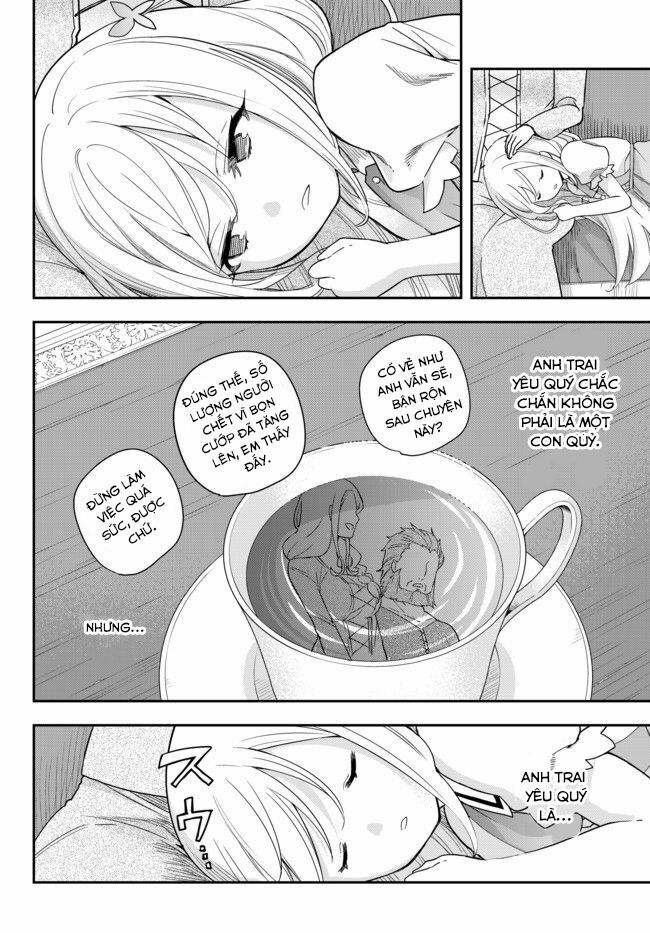 ANH TRAI
YÊU QUÝ CHẮC
CHẮN KHÔNG
PHẢI LÀ MỘT
CON QUỶ.
CÓ VẺ NHƯ
ANH VẪN SẼ,
BẬN RỘN
SAU CHUYỆN
NÀY?
ĐÚNG THẾ, SỐ
LƯỢNG NGƯỜI
CHẾT VÌ BỌN
CƯỚP ĐÃ TĂNG
LÊN, EM THẤY
ĐẤY.
ĐỪNG LÀM
VIỆC QUÁ
SỨC, ĐƯỢC
CHỨ.
NHƯNG...
ANH TRAI
YÊU QUÝ
LÀ...
スゥ...